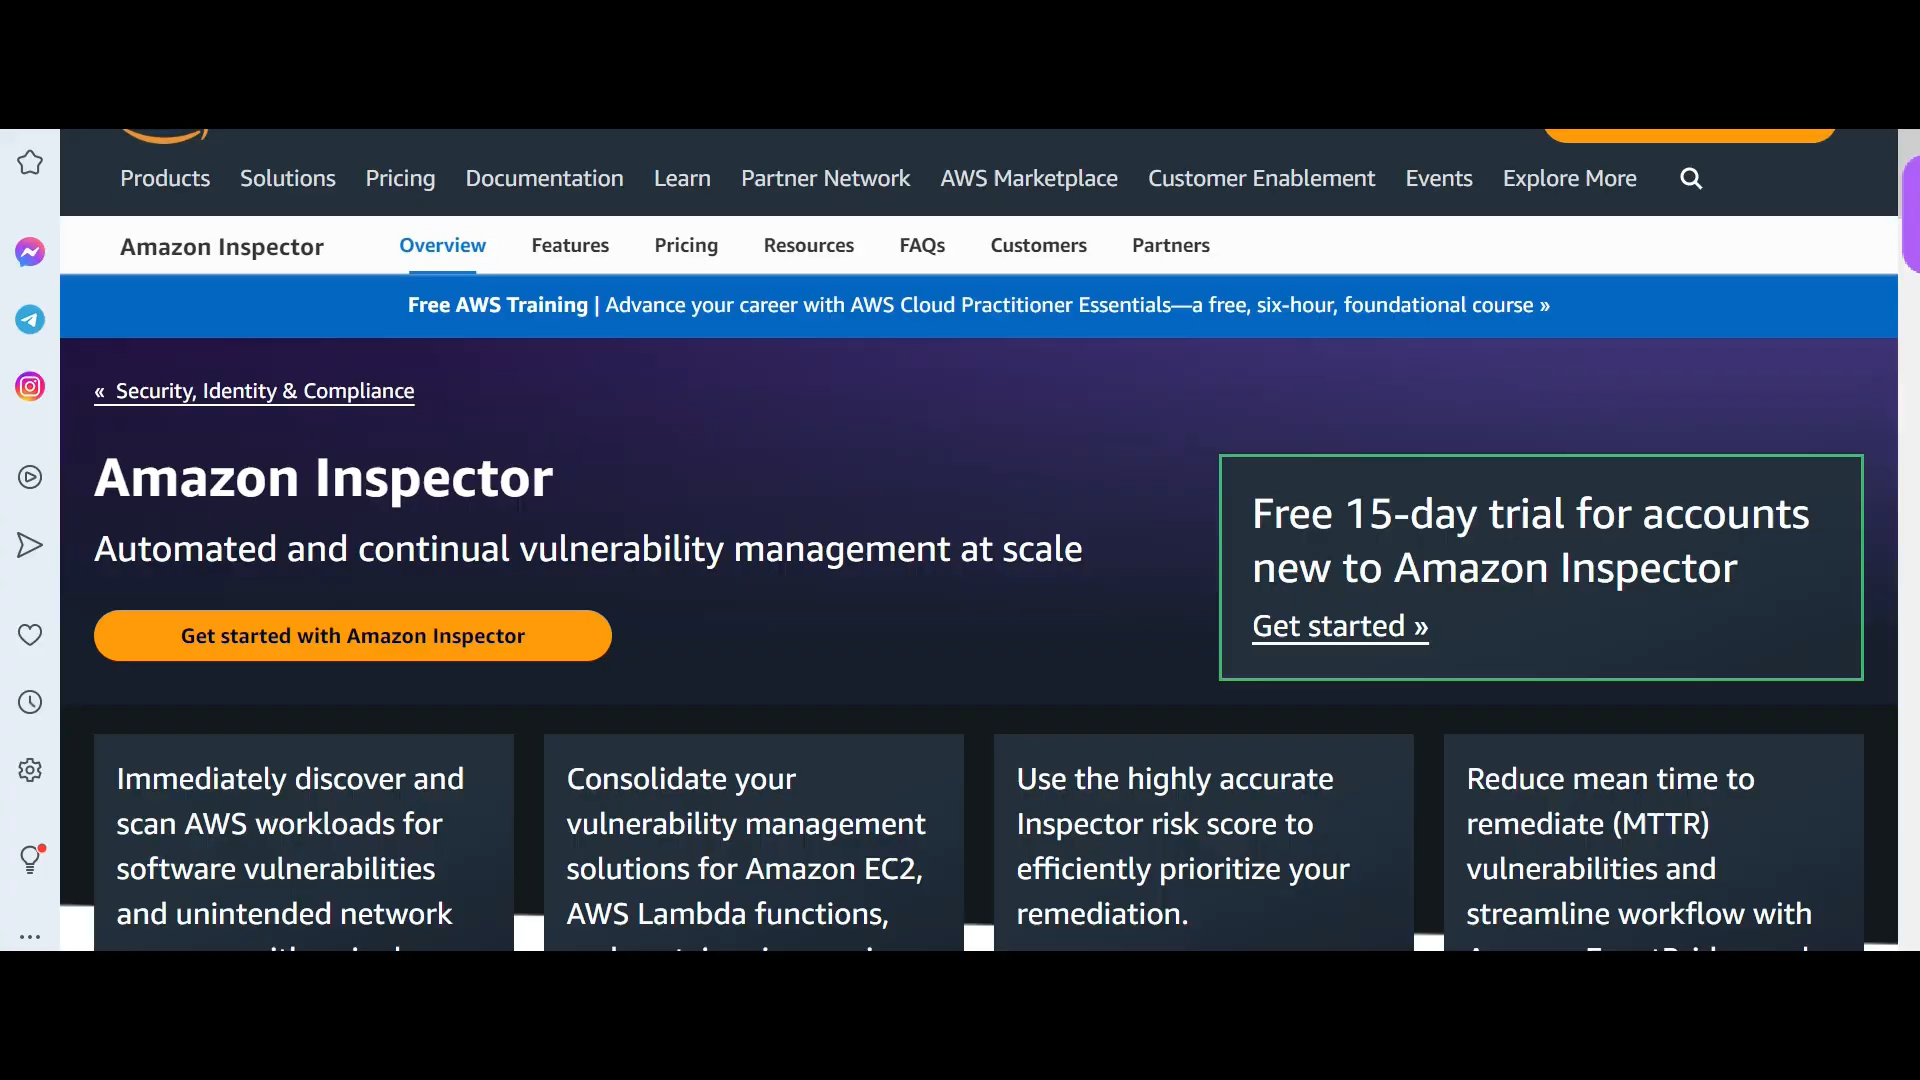 Products Solutions Pricing Documentation Learn Partner Network AWS Marketplace Customer Enablement Events Explore More
Amazon Inspector Overview Features Pricing Resources FAQs Customers Partners
Free AWS Training | Advance your career with AWS Cloud Practitioner Essentials—a free, six-hour, foundational course »
« Security, Identity & Compliance
Amazon Inspector
Automated and continual vulnerability management at scale
Get started with Amazon Inspector
Free 15-day trial for accounts
new to Amazon Inspector
Get started »
Immediately discover and
scan AWS workloads for
software vulnerabilities
and unintended network
Consolidate your
vulnerability management
solutions for Amazon EC2,
AWS Lambda functions,
Use the highly accurate
Inspector risk score to
efficiently prioritize your
remediation.
Reduce mean time to
remediate (MTTR)
vulnerabilities and
streamline workflow with